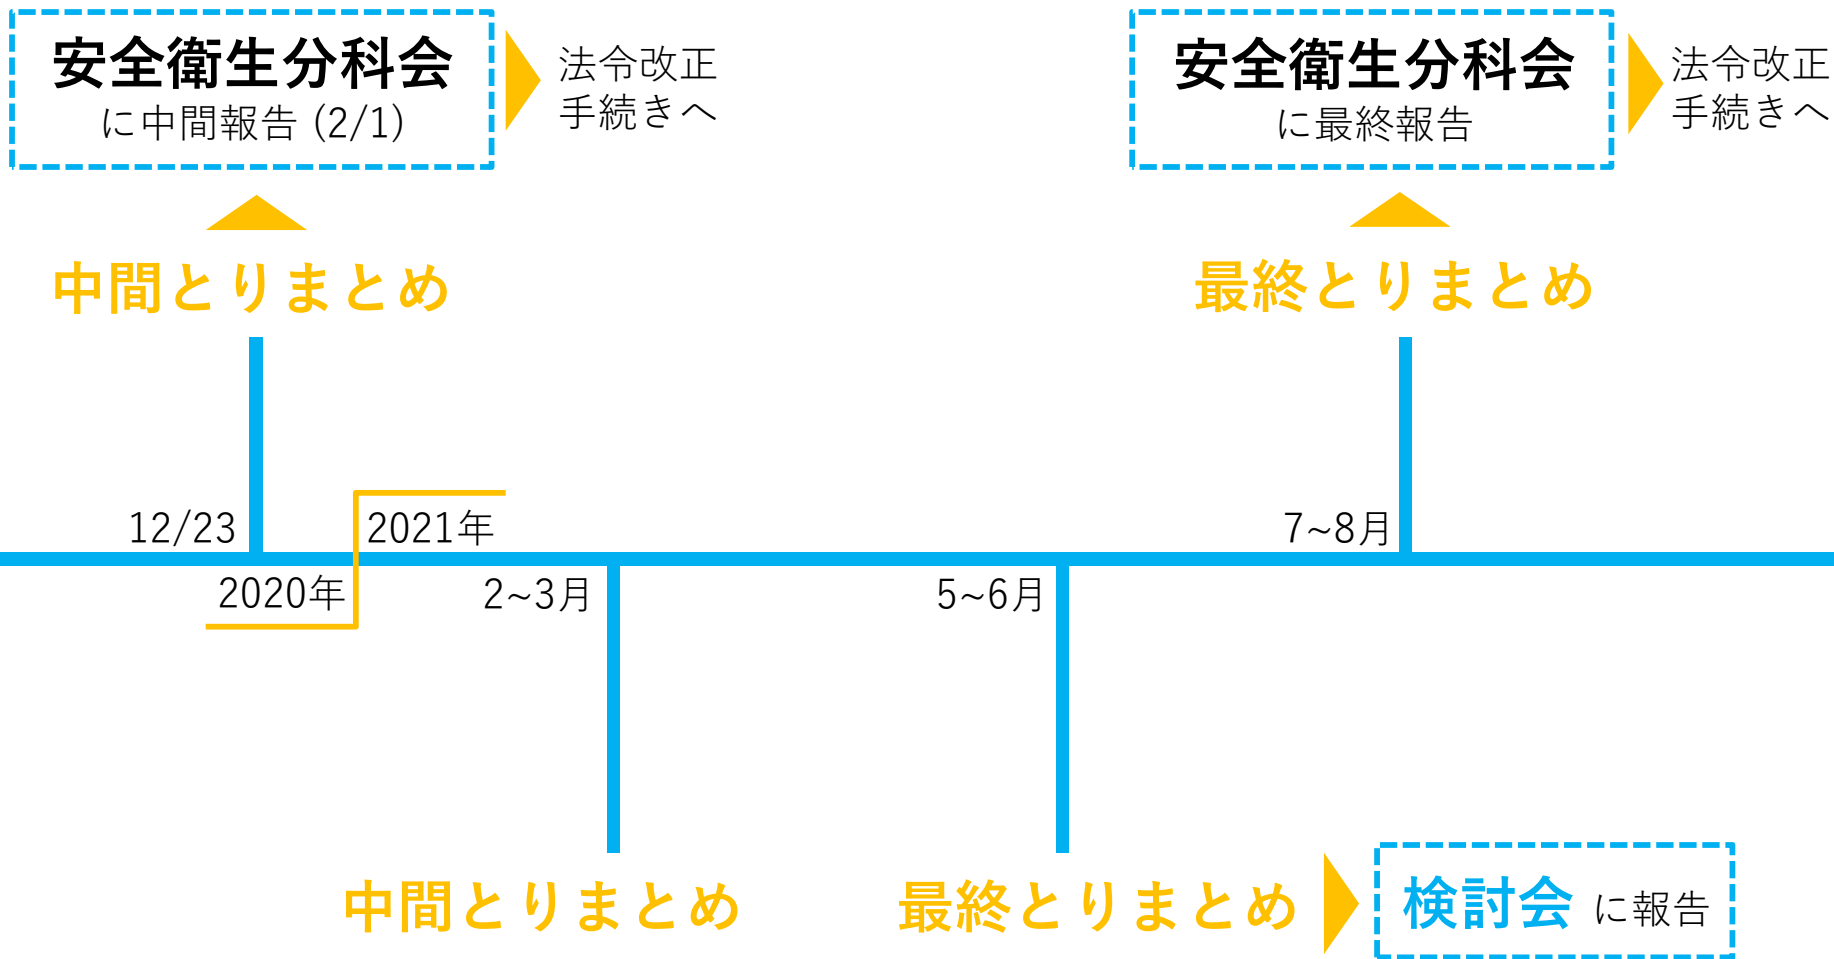 安全衛生分科会
に中間報告 (2/1)
法令改正
手続きへ
安全衛生分科会
に最終報告
法令改正
手続きへ
中間とりまとめ
最終とりまとめ
12/23
2021年
7~8月
2020年
2~3月
5~6月
中間とりまとめ
最終とりまとめ
検討会 に報告